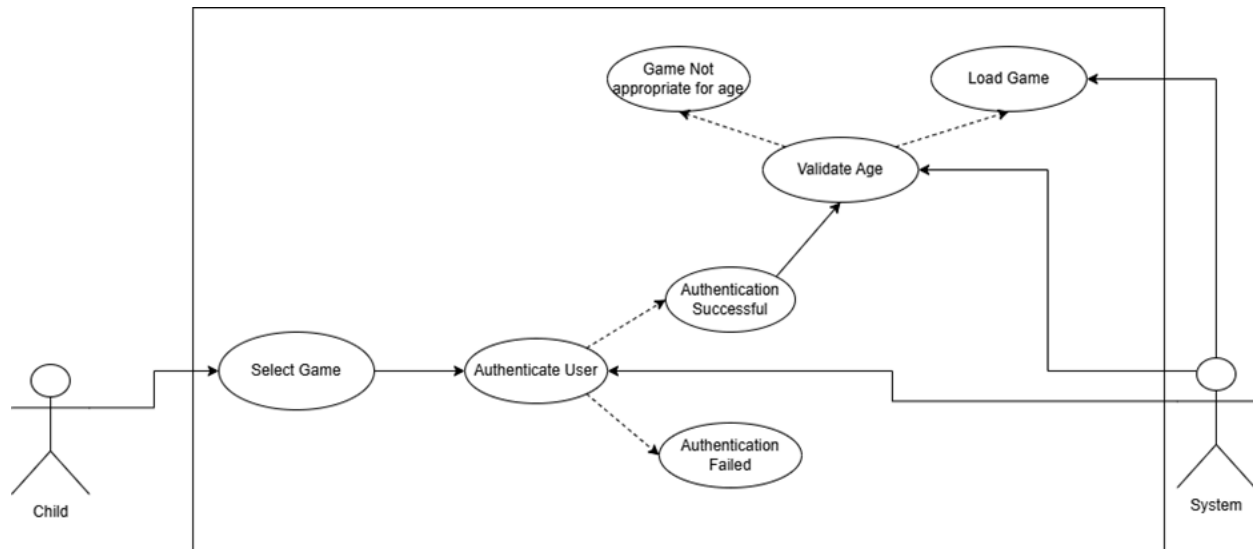 Game Not
appropriate for age
Load Game
Validate Age
Authentication
Successful
Select Game
Authenticate User
Authentication
Failed
Child
System